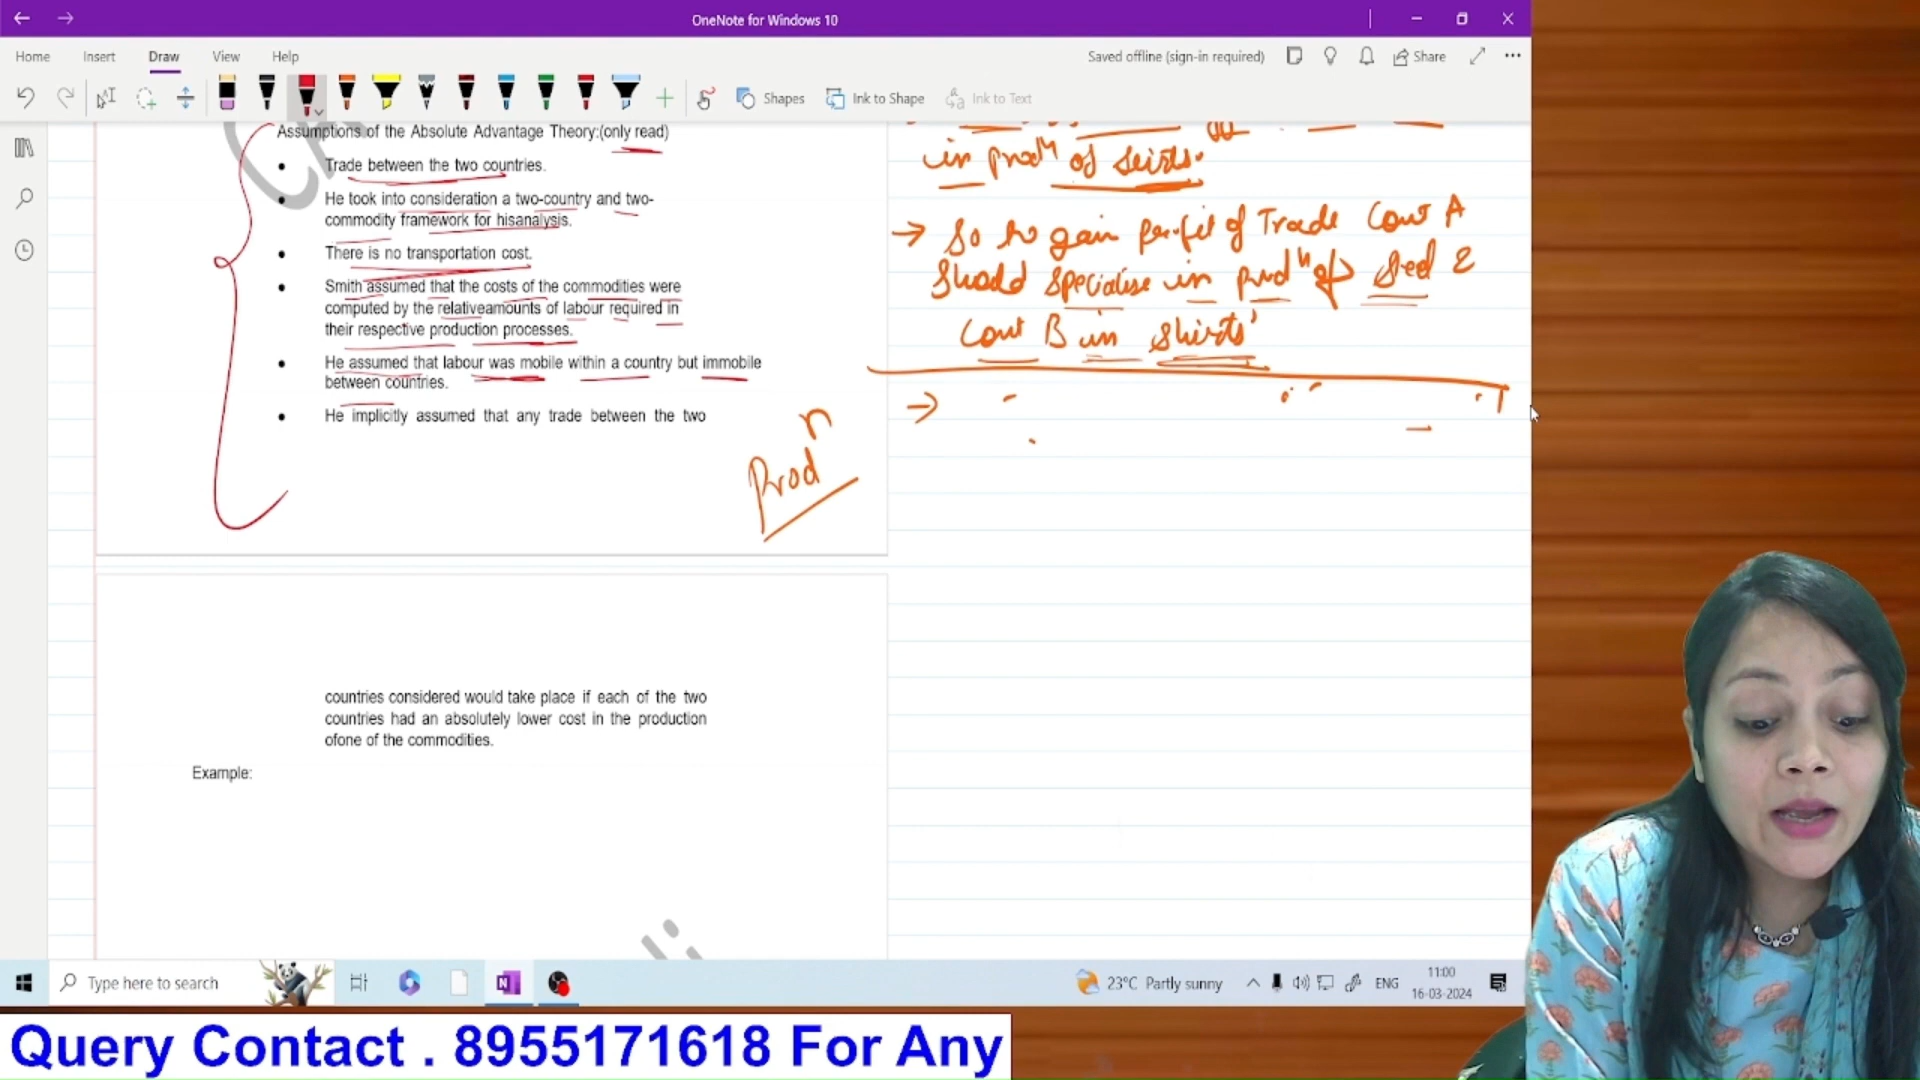 OneNote for Windows 10
Home Insert Draw View Help
Saved offline (sign-in required) Share
Shapes Ink to Shape Ink to Text
Assumptions of the Absolute Advantage Theory:(only read)
• Trade between the two countries.
• He took into consideration a two-country and two-
commodity framework for hisanalysis.
• There is no transportation cost.
• Smith assumed that the costs of the commodities were
computed by the relativeamounts of labour required in
their respective production processes.
• He assumed that labour was mobile within a country but immobile
between countries.
• He implicitly assumed that any trade between the two
Prodn
countries considered would take place if each of the two
countries had an absolutely lower cost in the production
ofone of the commodities.
Example:
in prodn of
→ So to gain profit of Trade Cout A
should specialise in prodn of steel &
Cout B in shirts'
→
Type here to search
23°C Partly sunny
ENG
11:00
16-03-2024
Query Contact . 8955171618 For Any